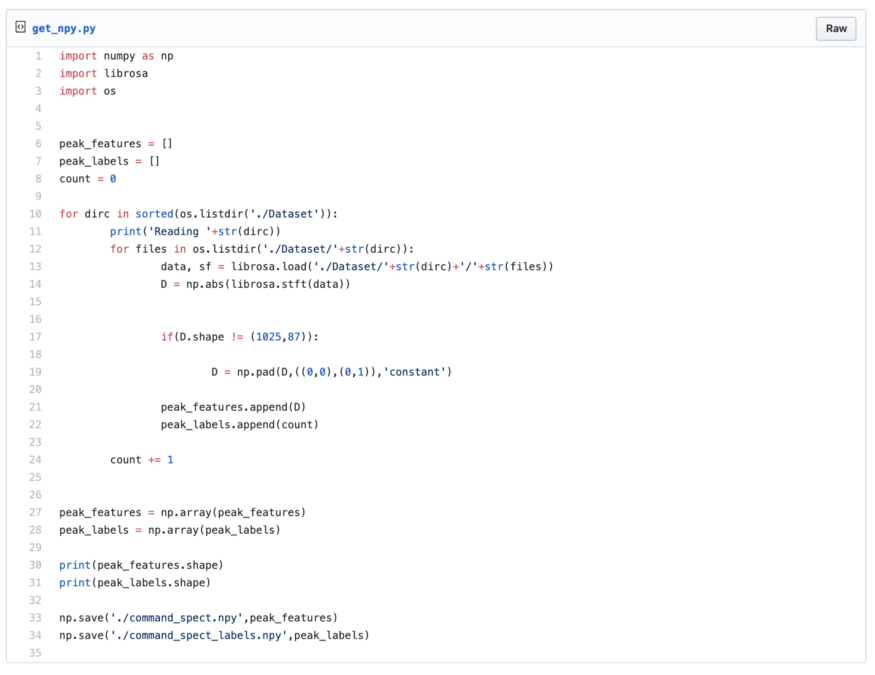 get_npy.py
Raw
1 import numpy as np
2 import librosa
3 import os
4
5
6 peak_features = []
7 peak_labels = []
8 count = 0
9
10 for dirc in sorted(os.listdir('./Dataset')):
11 print('Reading '+str(dirc))
12 for files in os.listdir('./Dataset/'+str(dirc)):
13 data, sf = librosa.load('./Dataset/'+str(dirc)+'/'+str(files))
14 D = np.abs(librosa.stft(data))
15
16
17 if(D.shape != (1025,87)):
18
19 D = np.pad(D,((0,0),(0,1)),'constant')
20
21 peak_features.append(D)
22 peak_labels.append(count)
23
24 count += 1
25
26
27 peak_features = np.array(peak_features)
28 peak_labels = np.array(peak_labels)
29
30 print(peak_features.shape)
31 print(peak_labels.shape)
32
33 np.save('./command_spect.npy',peak_features)
34 np.save('./command_spect_labels.npy',peak_labels)
35